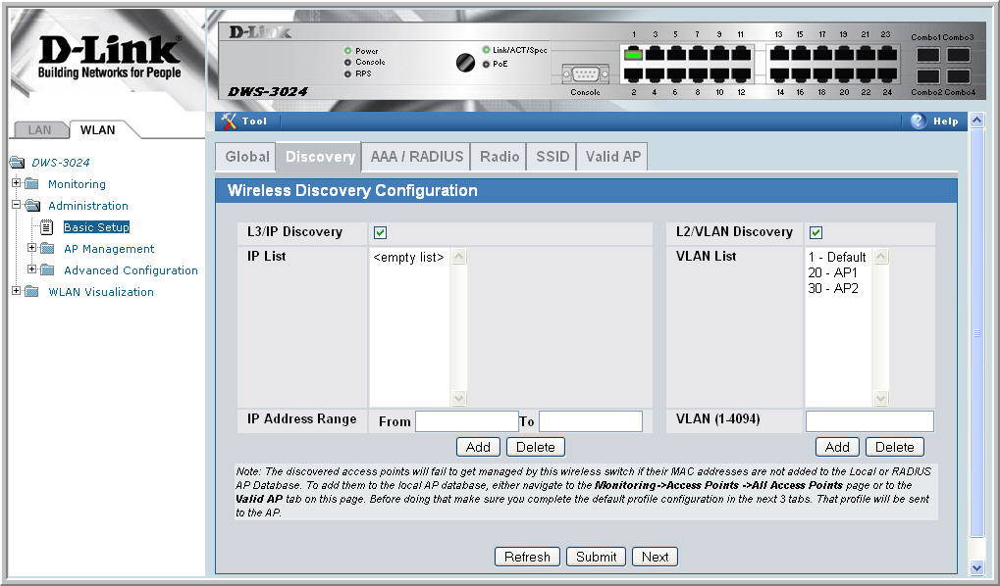 D-Link
Building Networks for People
D-Link
Power
Console
RPS
Link/ACT/Spec
PoE
Console
DWS-3024
1 3 5 7 9 11 13 15 17 19 21 23
2 4 6 8 10 12 14 16 18 20 22 24
Combo1 Combo3
Combo2 Combo4
LAN
WLAN
Tool
Help
DWS-3024
Monitoring
Administration
Basic Setup
AP Management
Advanced Configuration
WLAN Visualization
Global
Discovery
AAA / RADIUS
Radio
SSID
Valid AP
Wireless Discovery Configuration
L3/IP Discovery
L2/VLAN Discovery
IP List
<empty list>
VLAN List
1 - Default
20 - AP1
30 - AP2
IP Address Range
From
To
VLAN (1-4094)
Add
Delete
Add
Delete
Note: The discovered access points will fail to get managed by this wireless switch if their MAC addresses are not added to the Local or RADIUS
AP Database. To add them to the local AP database, either navigate to the Monitoring->Access Points ->All Access Points page or to the
Valid AP tab on this page. Before doing that make sure you complete the default profile configuration in the next 3 tabs. That profile will be sent
to the AP.
Refresh
Submit
Next